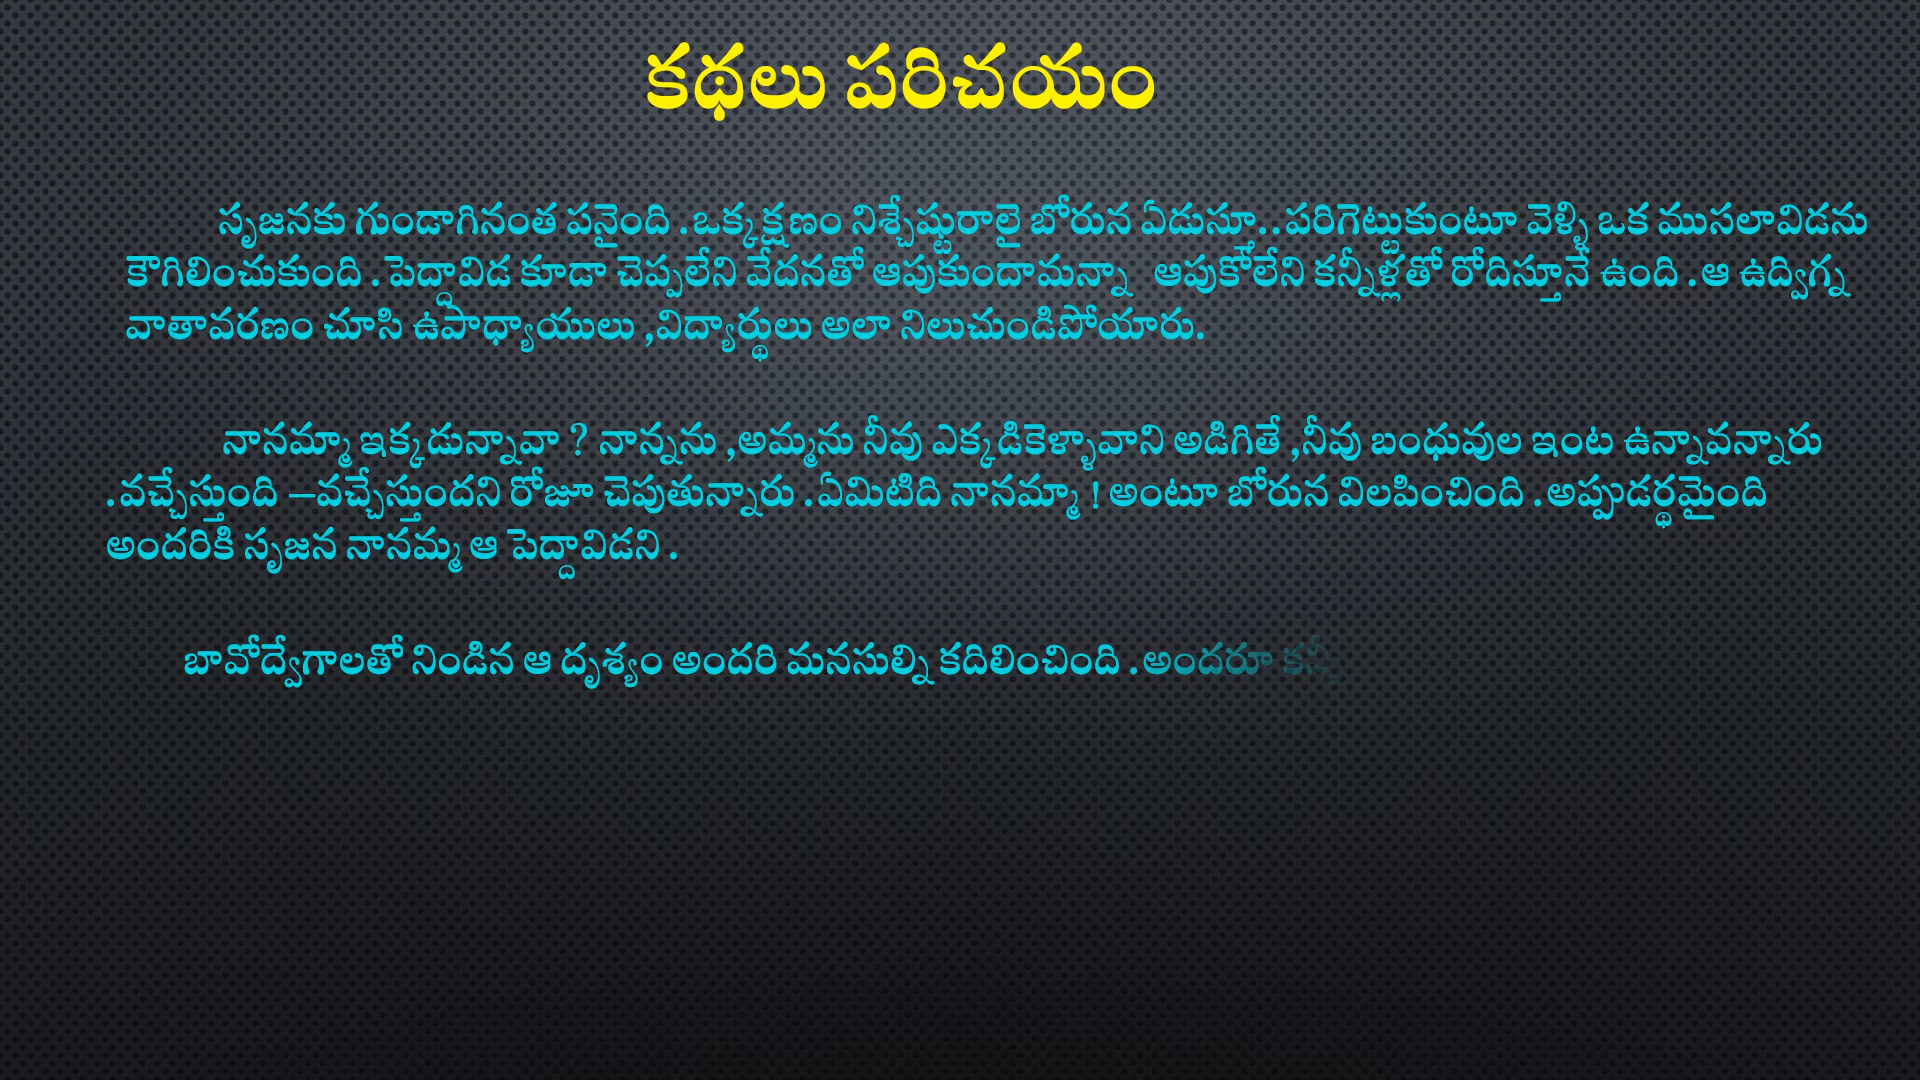 కథలు పరిచయం
సృజనకు గుండాగినంత పనైంది .ఒక్కక్షణం నిశ్చేష్టురాలై బోరున ఏడుస్తూ..పరిగెట్టుకుంటూ వెళ్ళి ఒక ముసలావిడను
కౌగిలించుకుంది .పెద్దావిడ కూడా చెప్పలేని వేదనతో ఆపుకుందామన్నా ఆపుకోలేని కన్నీళ్లతో రోదిస్తూనే ఉంది .ఆ ఉద్విగ్న
వాతావరణం చూసి ఉపాధ్యాయులు ,విద్యార్థులు అలా నిలుచుండిపోయారు.
నానమ్మా ఇక్కడున్నావా ? నాన్నను ,అమ్మను నీవు ఎక్కడికెళ్ళావాని అడిగితే ,నీవు బంధువుల ఇంట ఉన్నావన్నారు
.వచ్చేస్తుంది –వచ్చేస్తుందని రోజూ చెపుతున్నారు .ఏమిటిది నానమ్మా ! అంటూ బోరున విలపించింది .అప్పుడర్థమైంది
అందరికి సృజన నానమ్మ ఆ పెద్దావిడని .
బావోద్వేగాలతో నిండిన ఆ దృశ్యం అందరి మనసుల్ని కదిలించింది .అందరూ